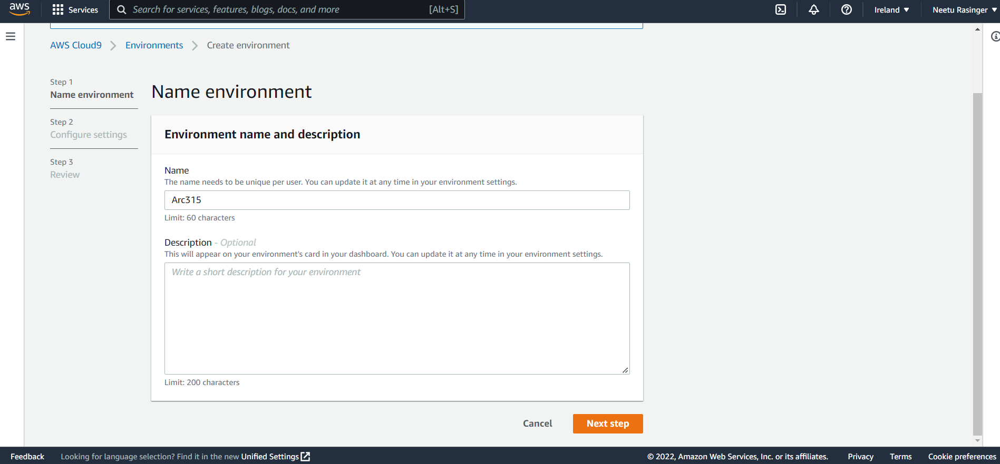 aws Services Search for services, features, blogs, docs, and more [Alt+S] Ireland ▼ Neetu Rasinger ▼
AWS Cloud9 > Environments > Create environment
Step 1
Name environment
Step 2
Configure settings
Step 3
Review
Name environment
Environment name and description
Name
The name needs to be unique per user. You can update it at any time in your environment settings.
Arc315
Limit: 60 characters
Description - Optional
This will appear on your environment's card in your dashboard. You can update it at any time in your environment settings.
Write a short description for your environment
Limit: 200 characters
Cancel Next step
Feedback Looking for language selection? Find it in the new Unified Settings © 2022, Amazon Web Services, Inc. or its affiliates. Privacy Terms Cookie preferences